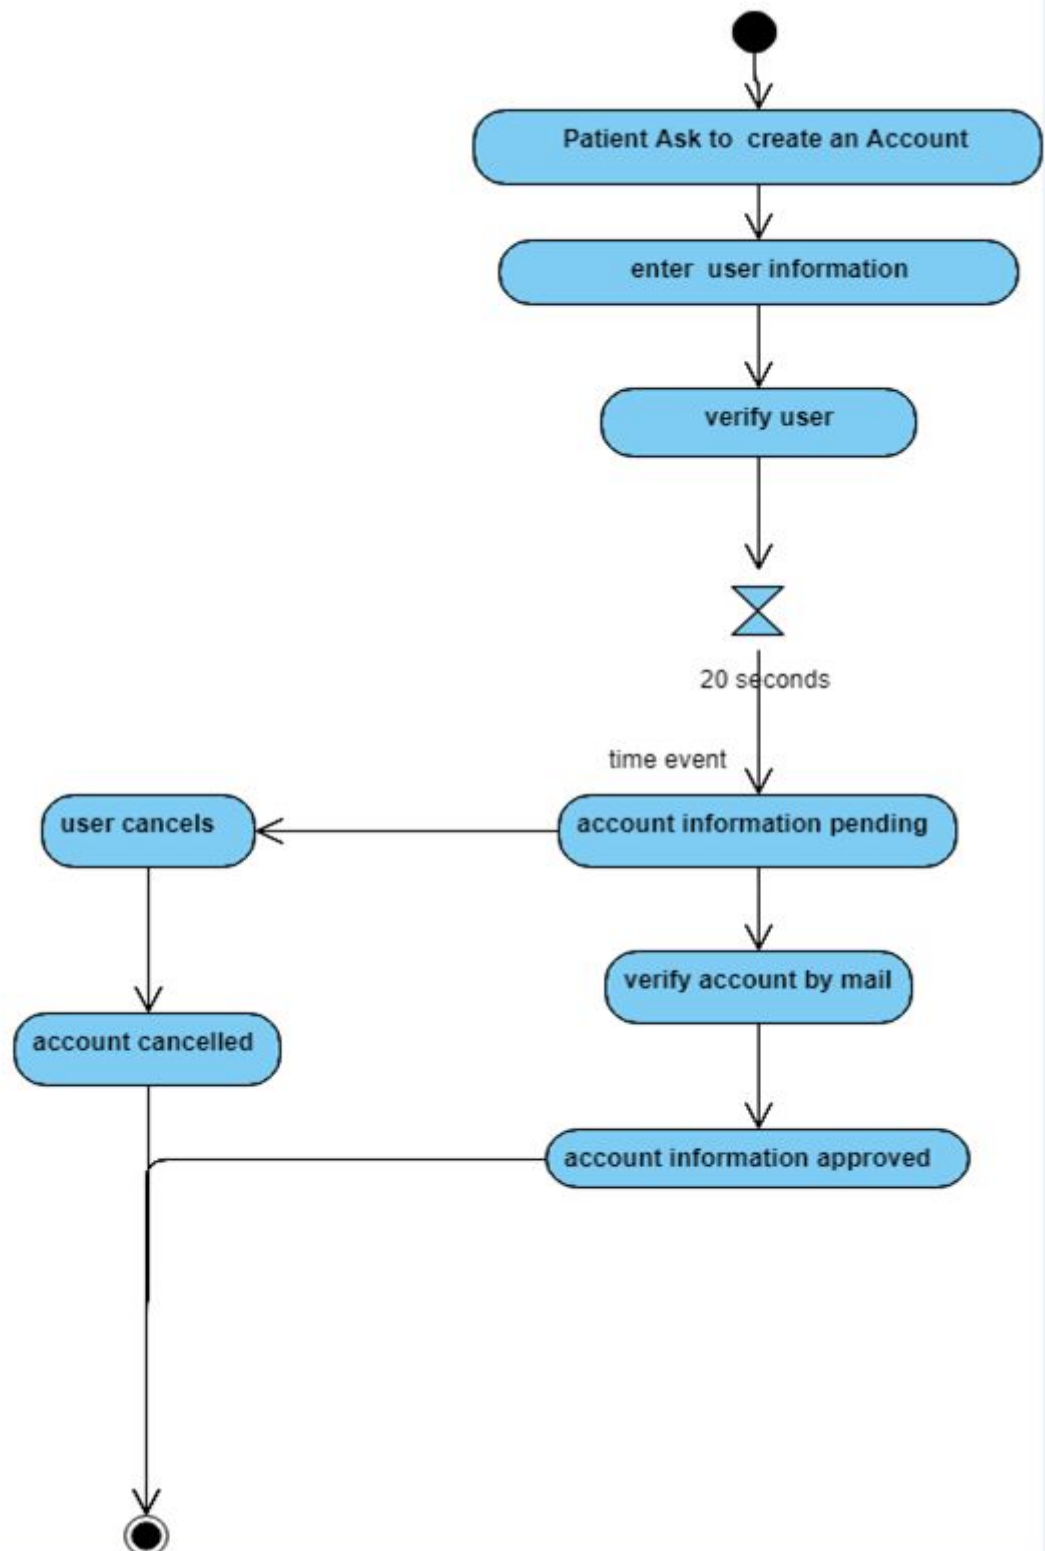 Patient Ask to  create an Account
enter  user information
verify user
20 seconds
time event
user cancels
account information pending
verify account by mail
account cancelled
account information approved